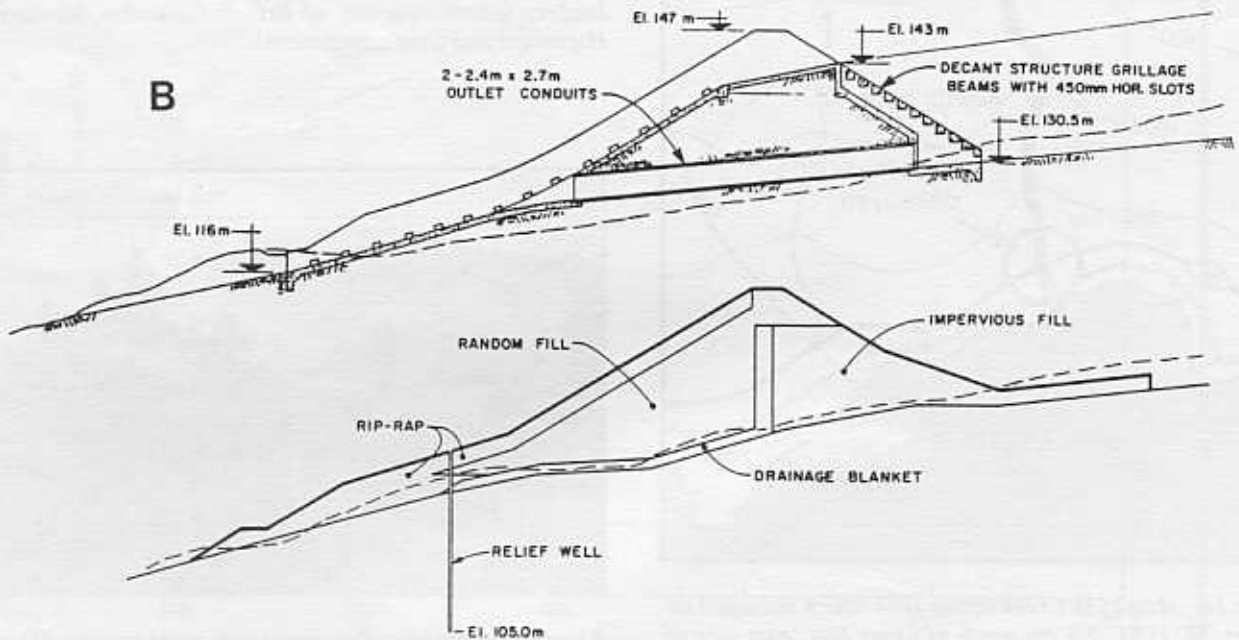 El. 147 m
El. 143 m
B
2 - 2.4m x 2.7m
OUTLET CONDUITS
DECANT STRUCTURE GRILLAGE
BEAMS WITH 450mm HOR. SLOTS
El. 130.5 m
El. 116 m
RANDOM FILL
IMPERVIOUS FILL
RIP-RAP
DRAINAGE BLANKET
RELIEF WELL
El. 105.0m